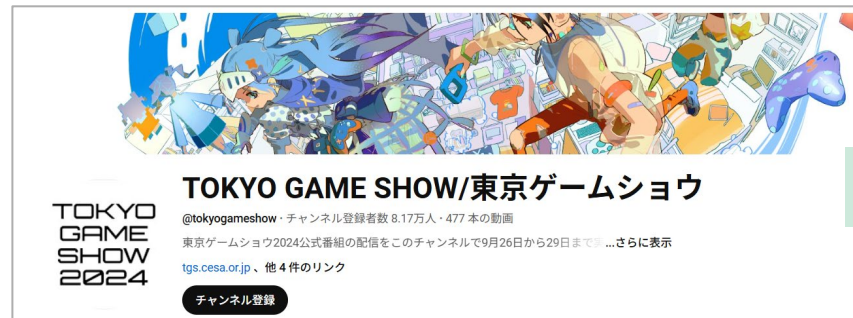 TOKYO
GAME
SHOW
2024
TOKYO GAME SHOW/東京ゲームショウ
@tokyogameshow · チャンネル登録者数 8.17万人 · 477 本の動画
東京ゲームショウ2024公式番組の配信をこのチャンネルで9月26日から29日まで ...さらに表示
tgs.cesa.or.jp 、他 4 件のリンク
チャンネル登録